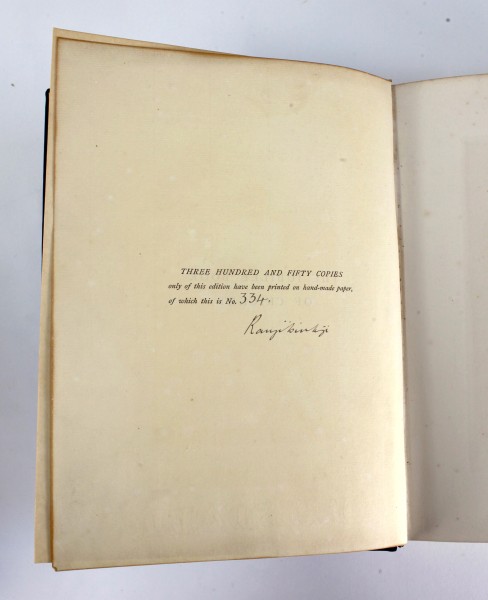 THREE HUNDRED AND FIFTY COPIES
only of this edition have been printed on hand-made paper,
of which this is No. 334.
Ranjitsinhji